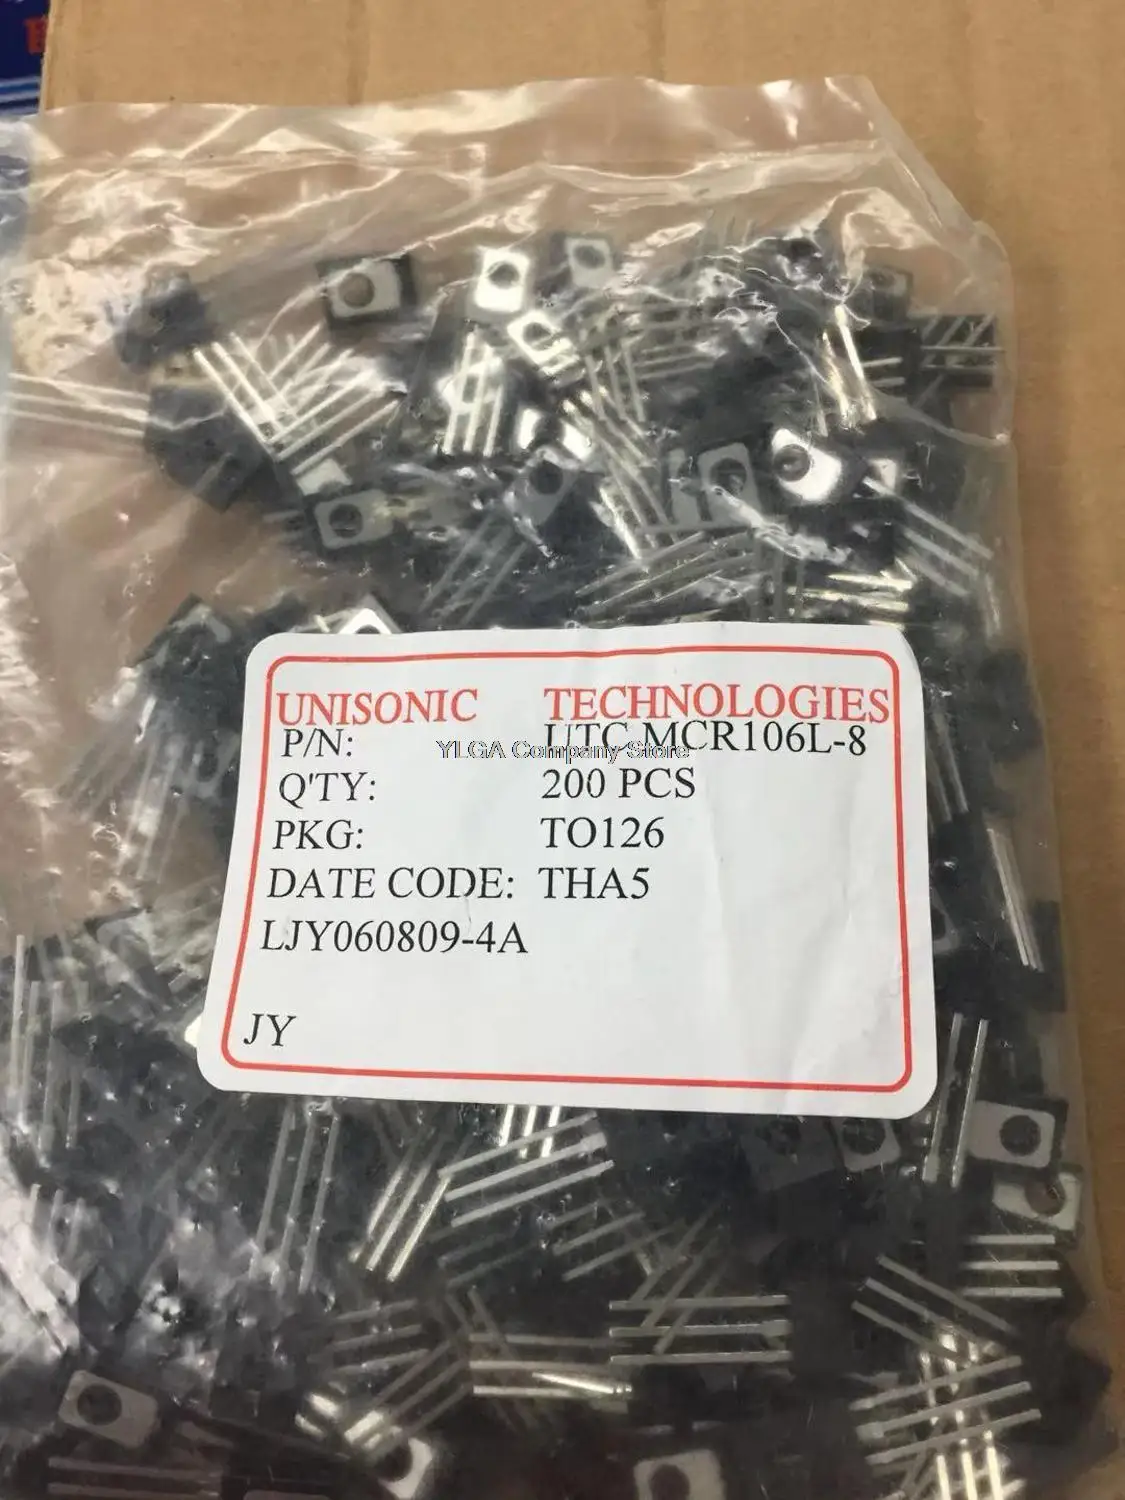 UNISONIC TECHNOLOGIES
P/N: UTC MCR106L-8
YLGA Company Store
Q'TY: 200 PCS
PKG: TO126
DATE CODE: THA5
LJY060809-4A
JY